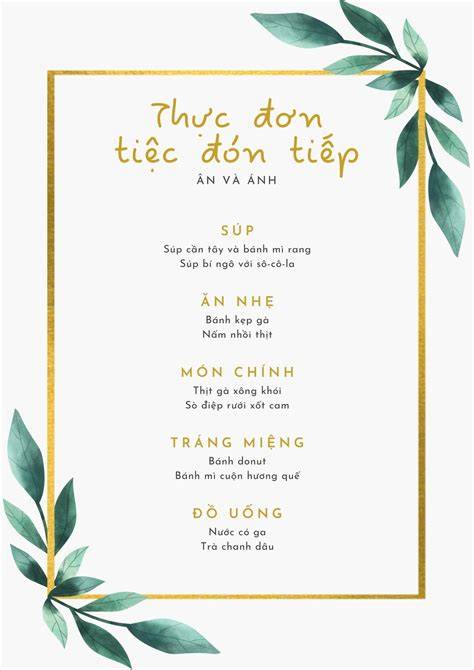 Thực đơn
tiệc đón tiếp
ÂN VÀ ÁNH
SÚP
Súp cần tây và bánh mì rang
Súp bí ngô với sô-cô-la
ĂN NHẸ
Bánh kẹp gà
Nấm nhồi thịt
MÓN CHÍNH
Thịt gà xông khói
Sò điệp rưới xốt cam
TRÁNG MIỆNG
Bánh donut
Bánh mì cuộn hương quế
ĐỒ UỐNG
Nước có ga
Trà chanh dâu